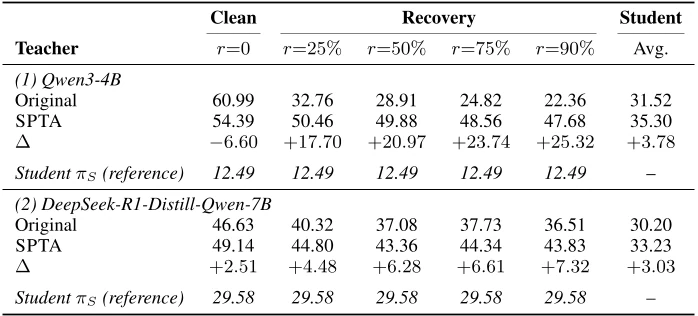 Clean Recovery Student
Teacher r=0 r=25% r=50% r=75% r=90% Avg.
(1) Qwen3-4B
Original 60.99 32.76 28.91 24.82 22.36 31.52
SPTA 54.39 50.46 49.88 48.56 47.68 35.30
Δ −6.60 +17.70 +20.97 +23.74 +25.32 +3.78
Student πS (reference) 12.49 12.49 12.49 12.49 12.49 –
(2) DeepSeek-R1-Distill-Qwen-7B
Original 46.63 40.32 37.08 37.73 36.51 30.20
SPTA 49.14 44.80 43.36 44.34 43.83 33.23
Δ +2.51 +4.48 +6.28 +6.61 +7.32 +3.03
Student πS (reference) 29.58 29.58 29.58 29.58 29.58 –